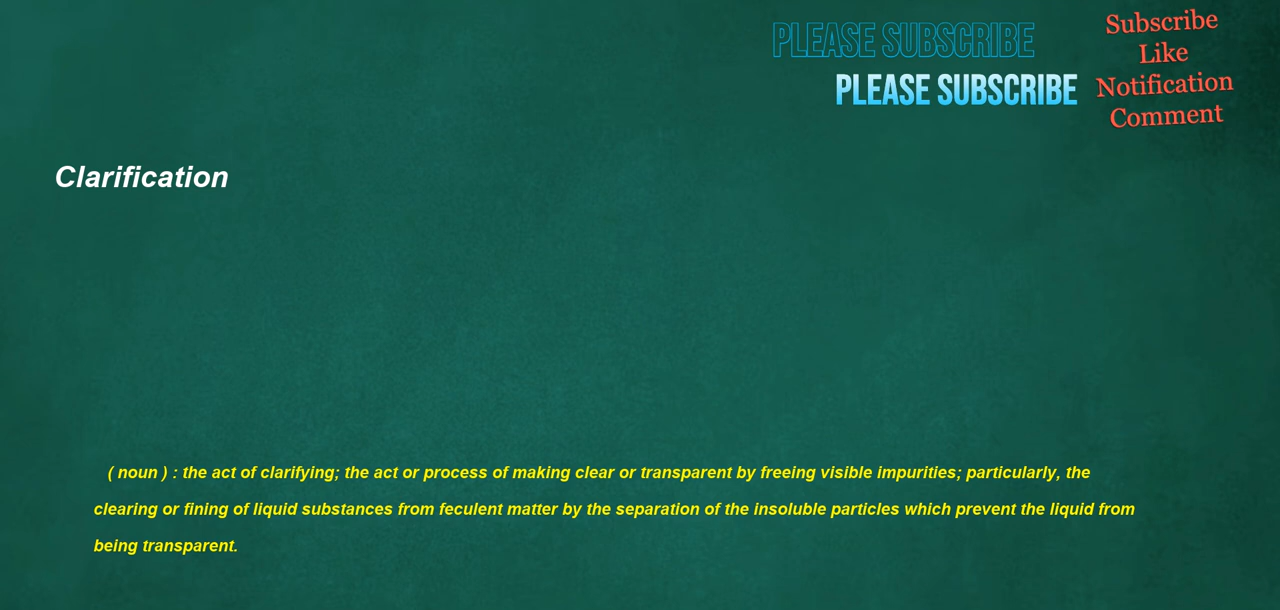 PLEASE SUBSCRIBE
PLEASE SUBSCRIBE
Subscribe
Like
Notification
Comment
Clarification
( noun ) : the act of clarifying; the act or process of making clear or transparent by freeing visible impurities; particularly, the
clearing or fining of liquid substances from feculent matter by the separation of the insoluble particles which prevent the liquid from
being transparent.